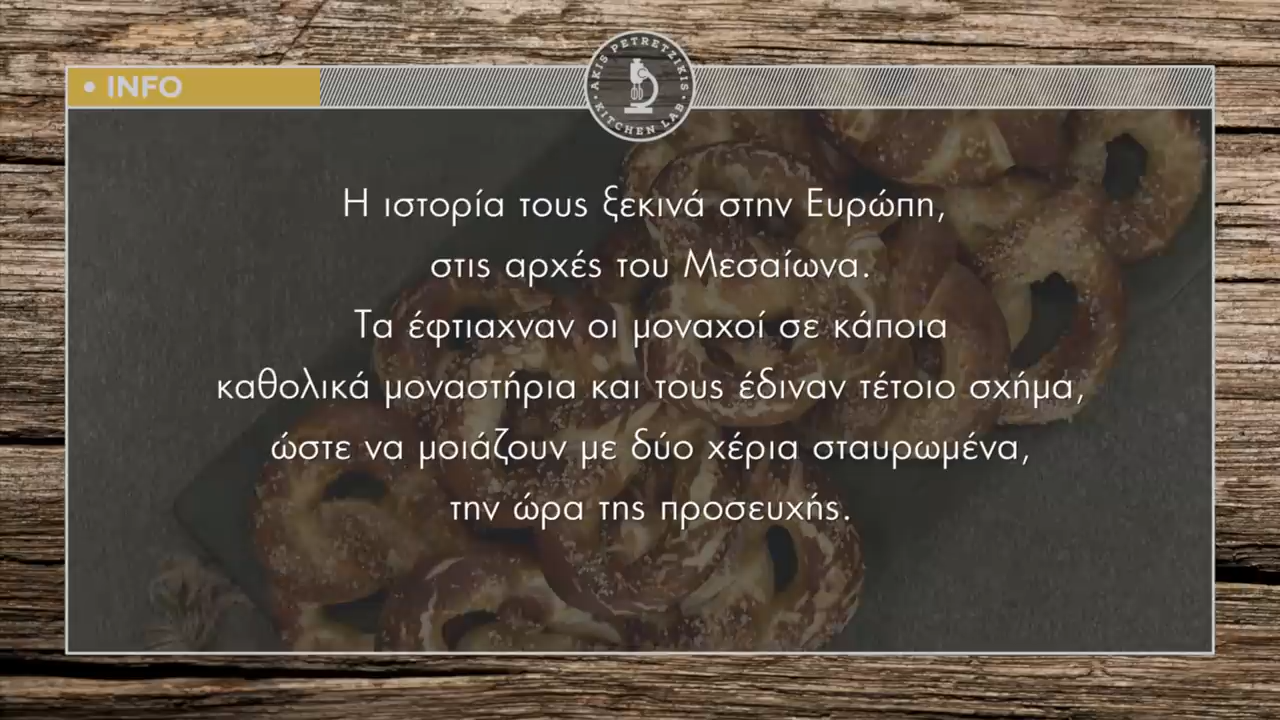 • INFO
AKIS PETRETZIKIS
• KITCHEN LAB •
Η ιστορία τους ξεκινά στην Ευρώπη,
στις αρχές του Μεσαίωνα.
Τα έφτιαχναν οι μοναχοί σε κάποια
καθολικά μοναστήρια και τους έδιναν τέτοιο σχήμα,
ώστε να μοιάζουν με δύο χέρια σταυρωμένα,
την ώρα της προσευχής.